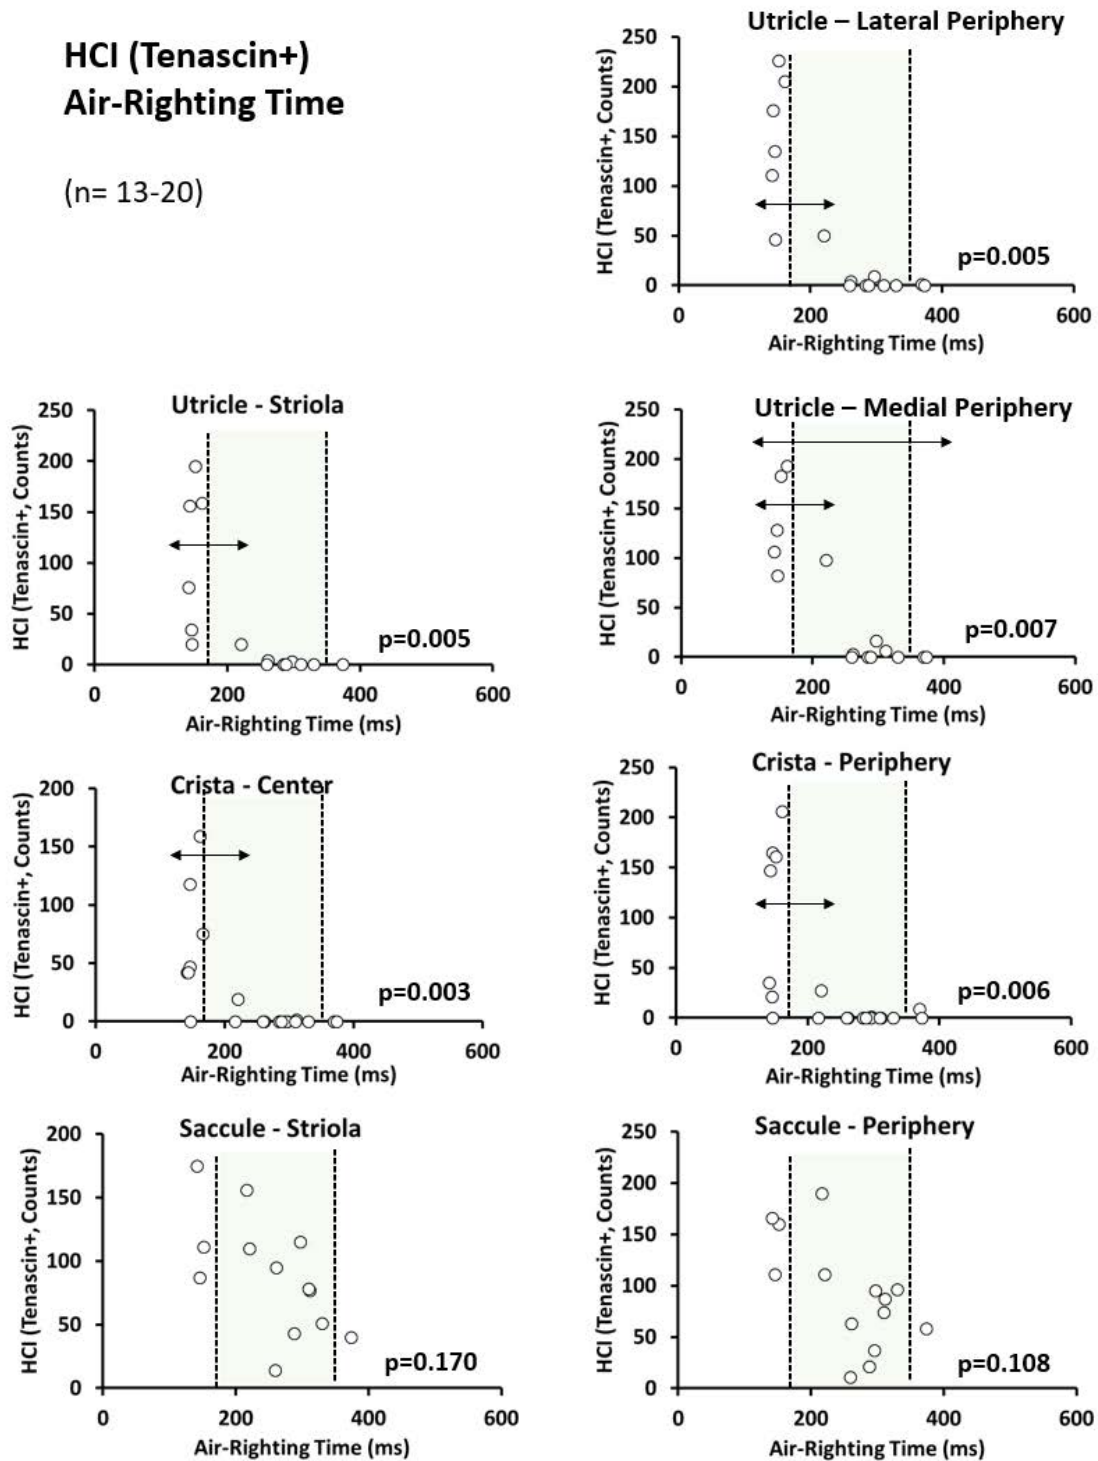 HCI (Tenascin+)
Air-Righting Time
(n= 13-20)
Utricle – Lateral Periphery
HCI (Tenascin+, Counts)
250
200
150
100
50
0
p=0.005
0 200 400 600
Air-Righting Time (ms)
Utricle - Striola
HCI (Tenascin+, Counts)
250
200
150
100
50
0
p=0.005
0 200 400 600
Air-Righting Time (ms)
Utricle – Medial Periphery
HCI (Tenascin+, Counts)
250
200
150
100
50
0
p=0.007
0 200 400 600
Air-Righting Time (ms)
Crista - Center
HCI (Tenascin+, Counts)
200
150
100
50
0
p=0.003
0 200 400 600
Air-Righting Time (ms)
Crista - Periphery
HCI (Tenascin+, Counts)
250
200
150
100
50
0
p=0.006
0 200 400 600
Air-Righting Time (ms)
Saccule - Striola
HCI (Tenascin+, Counts)
200
150
100
50
0
p=0.170
0 200 400 600
Air-Righting Time (ms)
Saccule - Periphery
HCI (Tenascin+, Counts)
250
200
150
100
50
0
p=0.108
0 200 400 600
Air-Righting Time (ms)